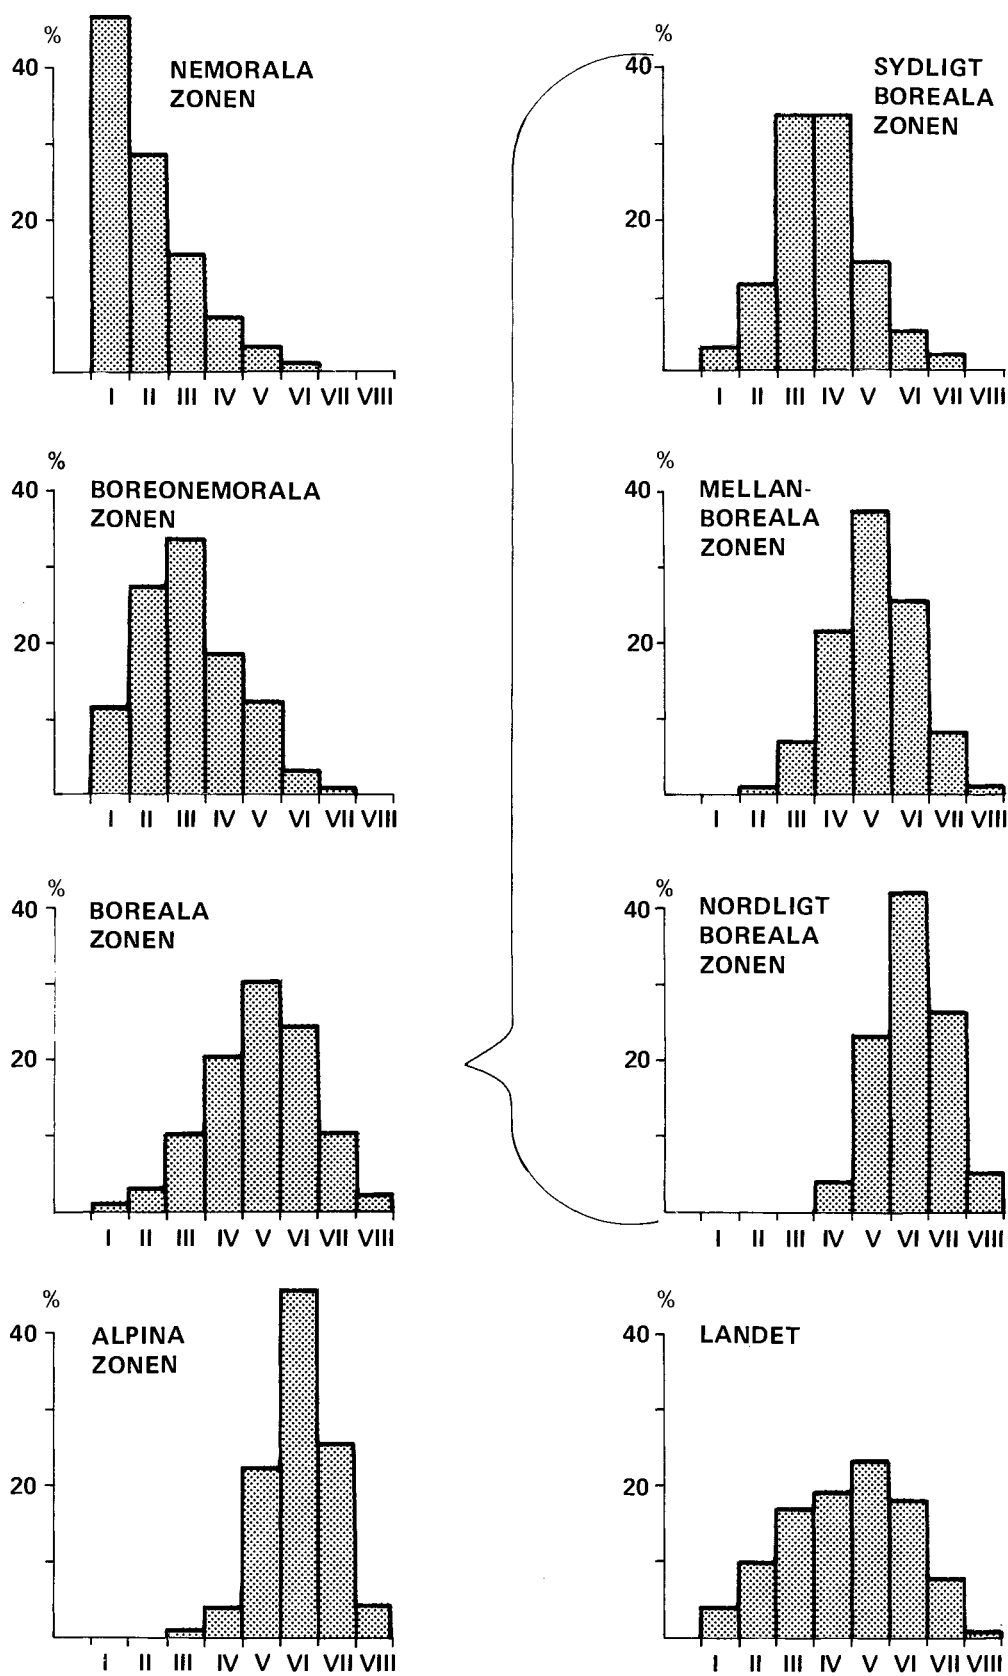 %
40
20
NEMORALA
ZONEN
I II III IV V VI VII VIII
%
40
20
SYDLIGT
BOREALA
ZONEN
I II III IV V VI VII VIII
%
40
20
BOREONEMORALA
ZONEN
I II III IV V VI VII VIII
%
40
20
MELLAN-
BOREALA
ZONEN
I II III IV V VI VII VIII
%
40
20
BOREALA
ZONEN
I II III IV V VI VII VIII
%
40
20
NORDLIGT
BOREALA
ZONEN
I II III IV V VI VII VIII
%
40
20
ALPINA
ZONEN
I II III IV V VI VII VIII
%
40
20
LANDET
I II III IV V VI VII VIII